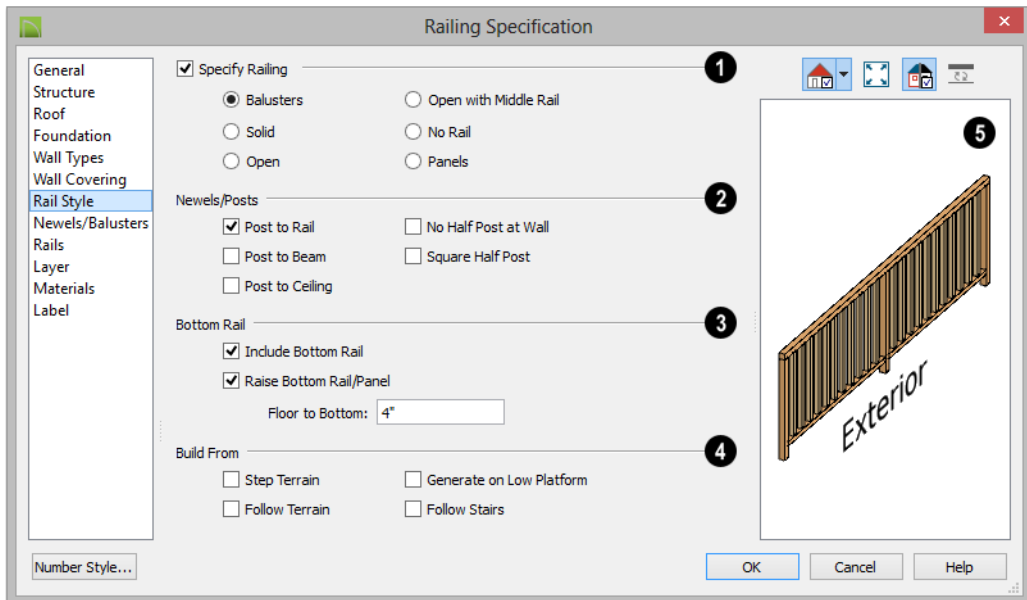 Railing Specification
General
Structure
Roof
Foundation
Wall Types
Wall Covering
Rail Style
Newels/Balusters
Rails
Layer
Materials
Label
Number Style...
Specify Railing
1
Balusters
Open with Middle Rail
Solid
No Rail
Open
Panels
Newels/Posts
2
Post to Rail
No Half Post at Wall
Post to Beam
Square Half Post
Post to Ceiling
Bottom Rail
3
Include Bottom Rail
Raise Bottom Rail/Panel
Floor to Bottom: 4"
Build From
4
Step Terrain
Generate on Low Platform
Follow Terrain
Follow Stairs
5
Exterior
OK
Cancel
Help